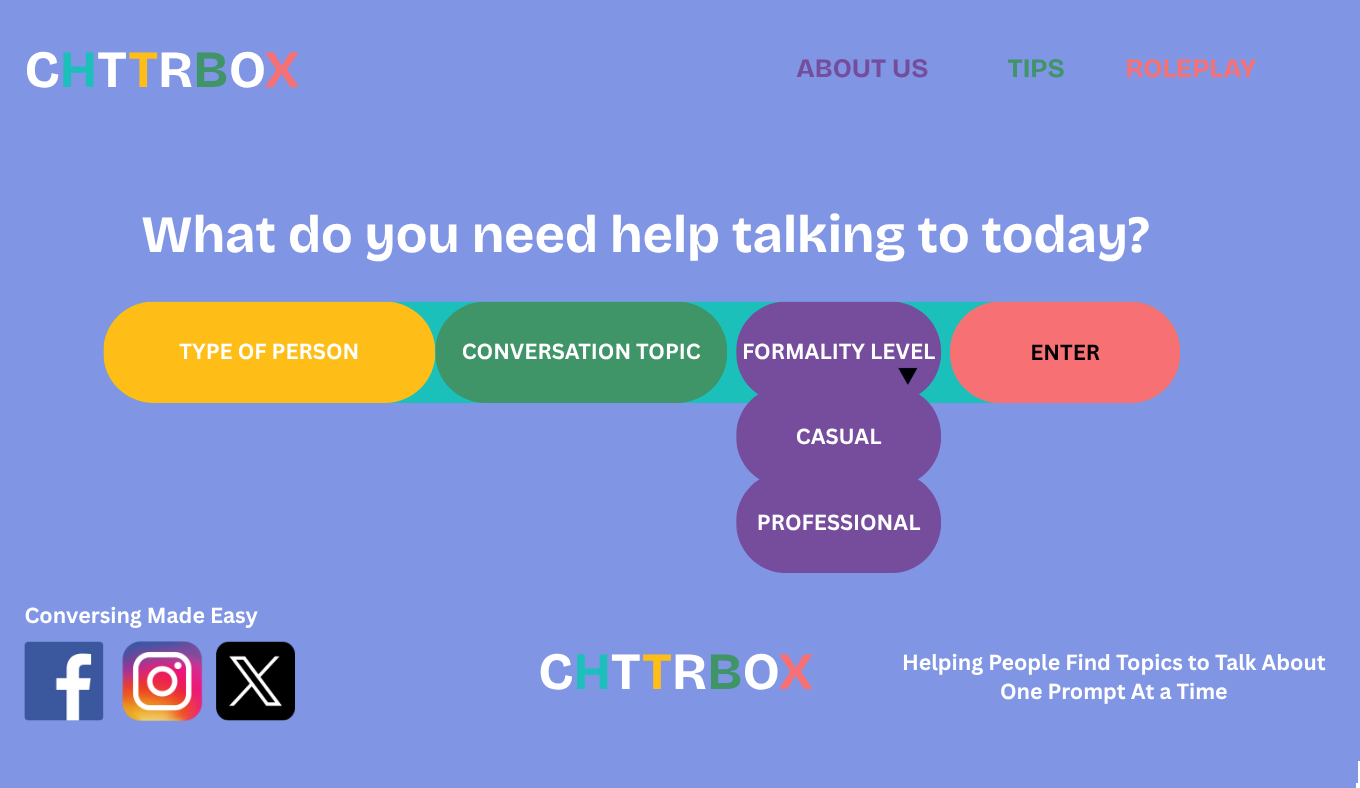 CHTTRBOX
ABOUT US
TIPS
ROLEPLAY
What do you need help talking to today?
TYPE OF PERSON
CONVERSATION TOPIC
FORMALITY LEVEL
ENTER
CASUAL
PROFESSIONAL
Conversing Made Easy
CHTTRBOX
Helping People Find Topics to Talk About
One Prompt At a Time